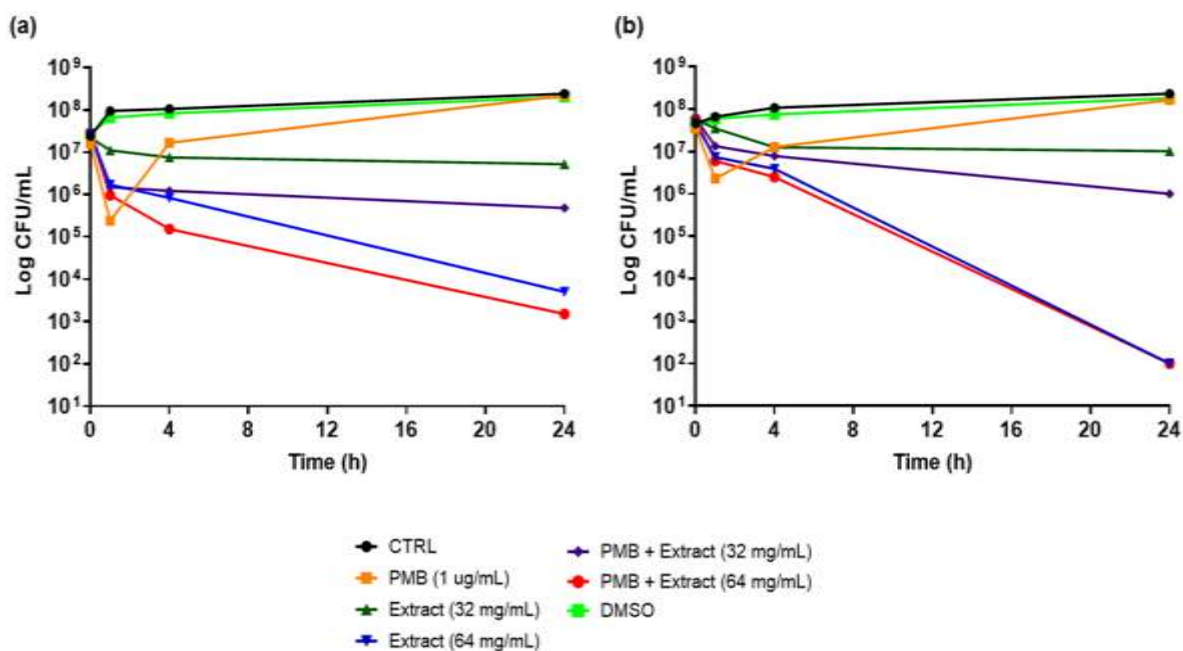 (a)
(b)
10⁹
10⁸
10⁷
10⁶
10⁵
10⁴
10³
10²
10¹
Log CFU/mL
0 4 8 12 16 20 24
Time (h)
10⁹
10⁸
10⁷
10⁶
10⁵
10⁴
10³
10²
10¹
Log CFU/mL
0 4 8 12 16 20 24
Time (h)
CTRL
PMB (1 ug/mL)
Extract (32 mg/mL)
Extract (64 mg/mL)
PMB + Extract (32 mg/mL)
PMB + Extract (64 mg/mL)
DMSO